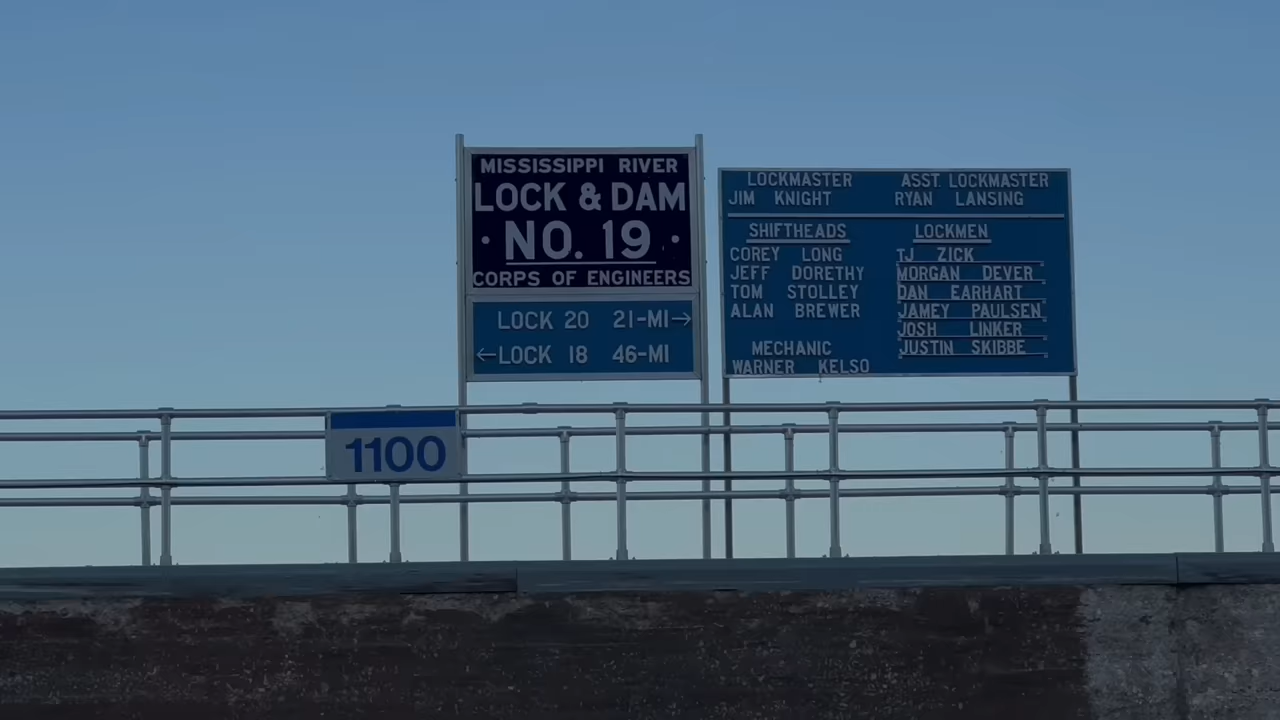 MISSISSIPPI RIVER
LOCK & DAM
• NO. 19 •
CORPS OF ENGINEERS
LOCK 20 21-MI→
←LOCK 18 46-MI
LOCKMASTER ASST. LOCKMASTER
JIM KNIGHT RYAN LANSING
SHIFTHEADS
COREY LONG
JEFF DORETHY
TOM STOLLEY
ALAN BREWER
MECHANIC
WARNER KELSO
LOCKMEN
TJ ZICK
MORGAN DEVER
DAN EARHART
JAMEY PAULSEN
JOSH LINKER
JUSTIN SKIBBE
1100